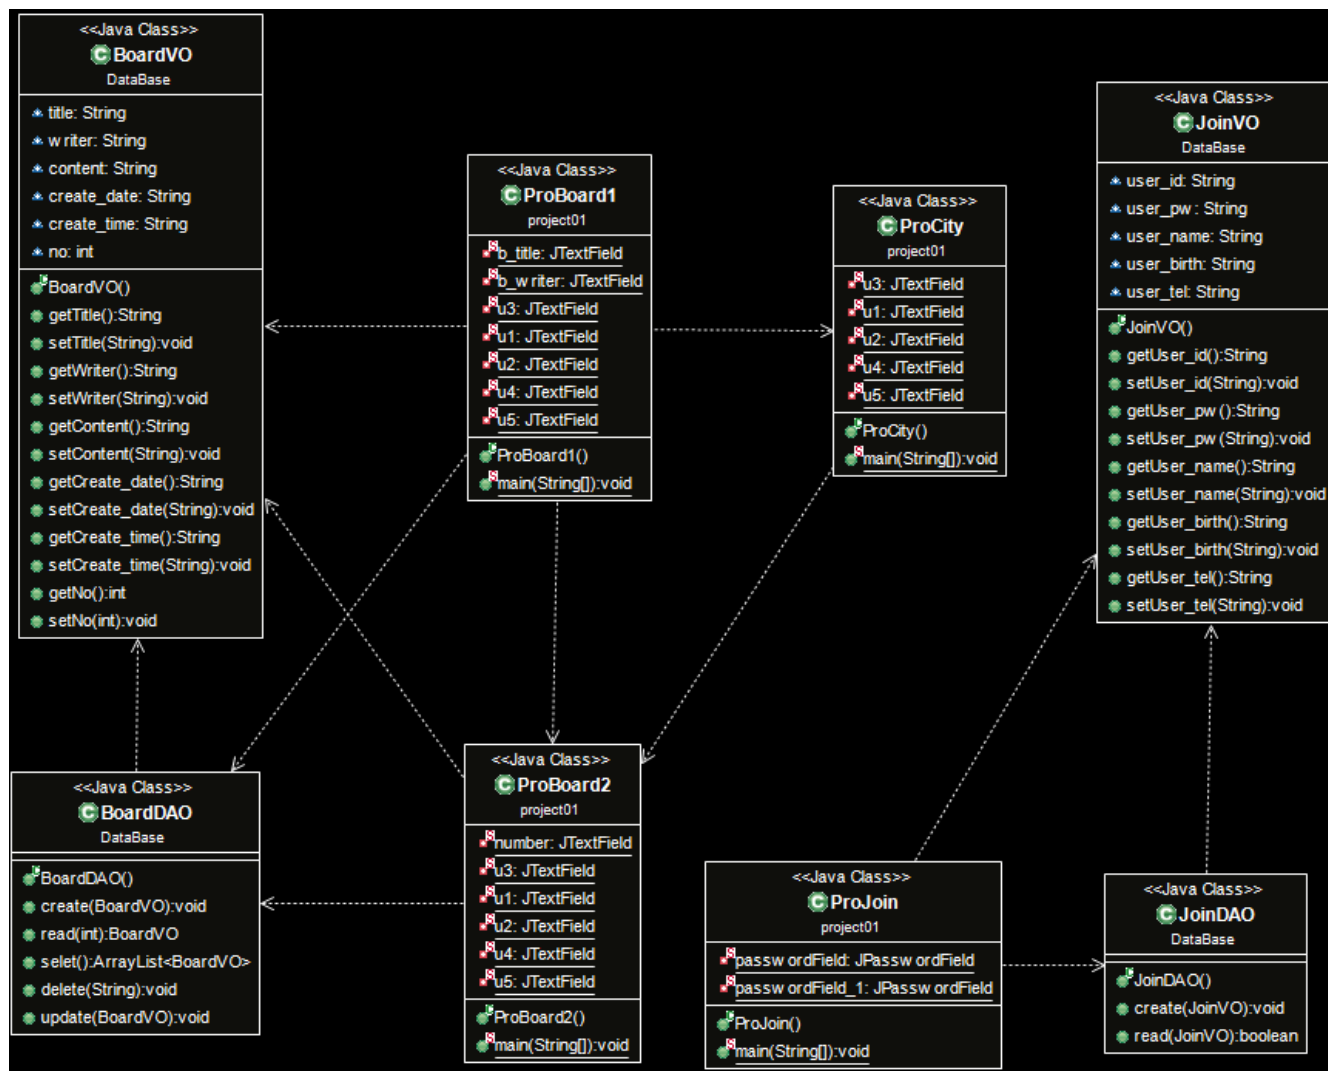 <<Java Class>>
BoardVO
DataBase
title: String
writer: String
content: String
create_date: String
create_time: String
no: int
BoardVO()
getTitle():String
setTitle(String):void
getWriter():String
setWriter(String):void
getContent():String
setContent(String):void
getCreate_date():String
setCreate_date(String):void
getCreate_time():String
setCreate_time(String):void
getNo():int
setNo(int):void
<<Java Class>>
ProBoard1
project01
b_title: JTextField
b_writer: JTextField
u3: JTextField
u1: JTextField
u2: JTextField
u4: JTextField
u5: JTextField
ProBoard1()
main(String[]):void
<<Java Class>>
ProCity
project01
u3: JTextField
u1: JTextField
u2: JTextField
u4: JTextField
u5: JTextField
ProCity()
main(String[]):void
<<Java Class>>
JoinVO
DataBase
user_id: String
user_pw: String
user_name: String
user_birth: String
user_tel: String
JoinVO()
getUser_id():String
setUser_id(String):void
getUser_pw():String
setUser_pw(String):void
getUser_name():String
setUser_name(String):void
getUser_birth():String
setUser_birth(String):void
getUser_tel():String
setUser_tel(String):void
<<Java Class>>
BoardDAO
DataBase
BoardDAO()
create(BoardVO):void
read(int):BoardVO
selet():ArrayList<BoardVO>
delete(String):void
update(BoardVO):void
<<Java Class>>
ProBoard2
project01
number: JTextField
u3: JTextField
u1: JTextField
u2: JTextField
u4: JTextField
u5: JTextField
ProBoard2()
main(String[]):void
<<Java Class>>
ProJoin
project01
passwordField: JPasswordField
passwordField_1: JPasswordField
ProJoin()
main(String[]):void
<<Java Class>>
JoinDAO
DataBase
JoinDAO()
create(JoinVO):void
read(JoinVO):boolean